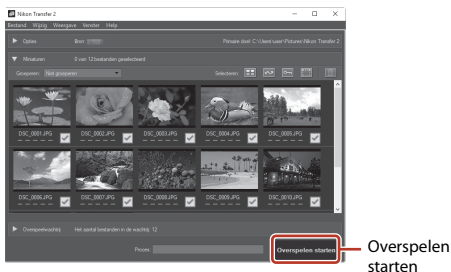 Nikon Transfer 2
Bestand Wijzig Weergave Venster Help
Opties Bron: Primaire doel: C:\Users\user\Pictures\Nikon Transfer 2
Miniaturen 0 van 12 bestanden geselecteerd
Groeperen: Niet groeperen Selecteren:
DSC_0001.JPG DSC_0002.JPG DSC_0003.JPG DSC_0004.JPG DSC_0005.JPG
DSC_0006.JPG DSC_0007.JPG DSC_0008.JPG DSC_0009.JPG DSC_0010.JPG
Overspeelwachtrij Het aantal bestanden in de wachtrij: 12
Proces: Overspelen starten
Overspelen
starten